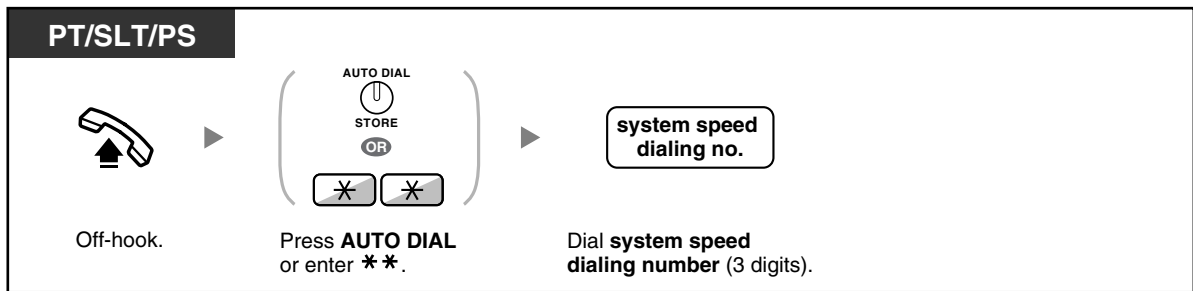 PT/SLT/PS
AUTO DIAL
STORE
OR
system speed
dialing no.
Off-hook.
Press AUTO DIAL
or enter ✱✱.
Dial system speed
dialing number (3 digits).